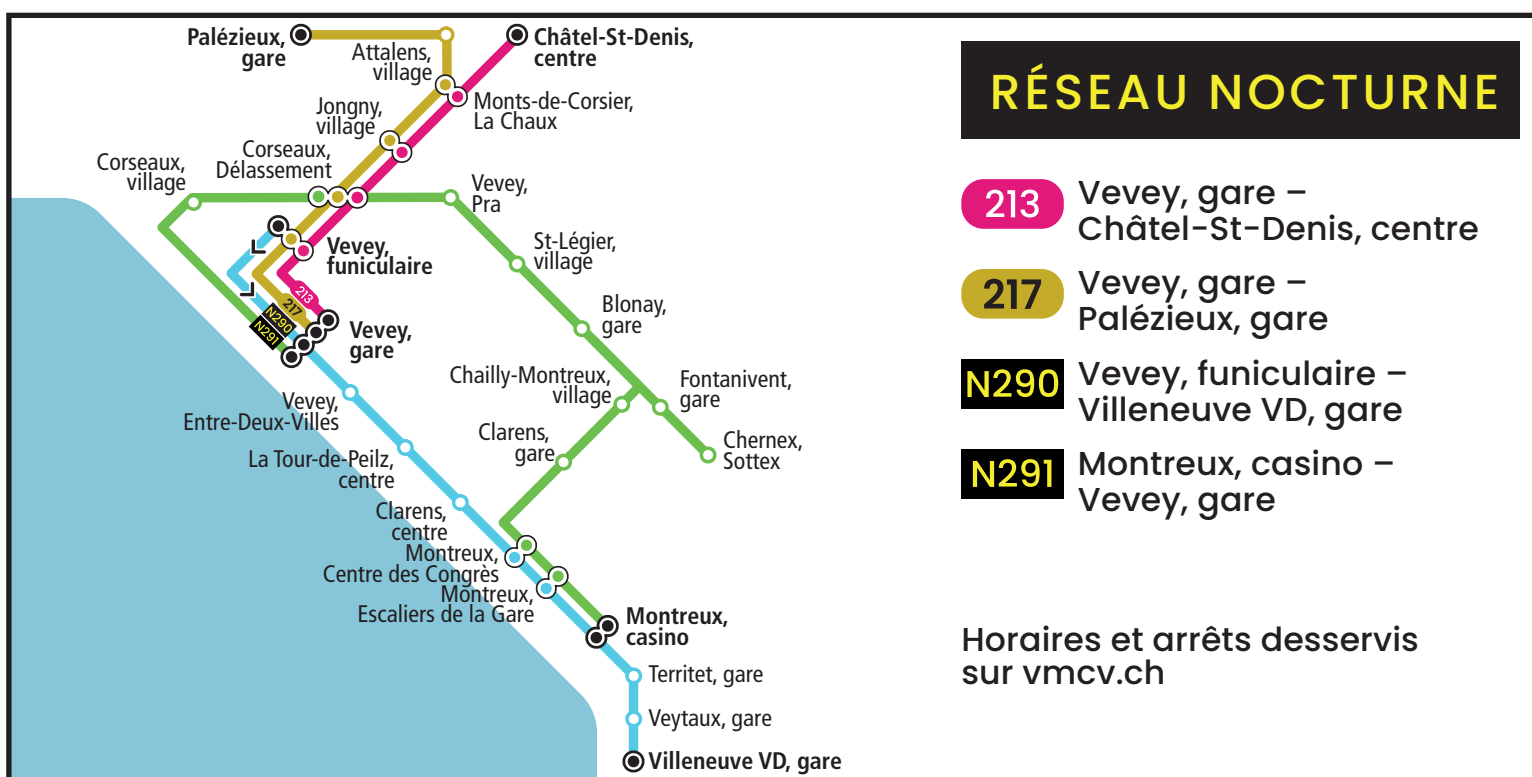 Palézieux,
gare
Attalens,
village
Châtel-St-Denis,
centre
Jongny,
village
Monts-de-Corsier,
La Chaux
Corseaux,
village
Corseaux,
Délassement
Vevey,
Pra
Vevey,
funiculaire
St-Légier,
village
213
217
N290
N291
Vevey,
gare
Blonay,
gare
Chailly-Montreux,
village
Fontanivent,
gare
Vevey,
Entre-Deux-Villes
Clarens,
gare
Chernex,
Sottex
La Tour-de-Peilz,
centre
Clarens,
centre
Montreux,
Centre des Congrès
Montreux,
Escaliers de la Gare
Montreux,
casino
Territet, gare
Veytaux, gare
Villeneuve VD, gare
RÉSEAU NOCTURNE
213 Vevey, gare –
Châtel-St-Denis, centre
217 Vevey, gare –
Palézieux, gare
N290 Vevey, funiculaire –
Villeneuve VD, gare
N291 Montreux, casino –
Vevey, gare
Horaires et arrêts desservis
sur vmcv.ch